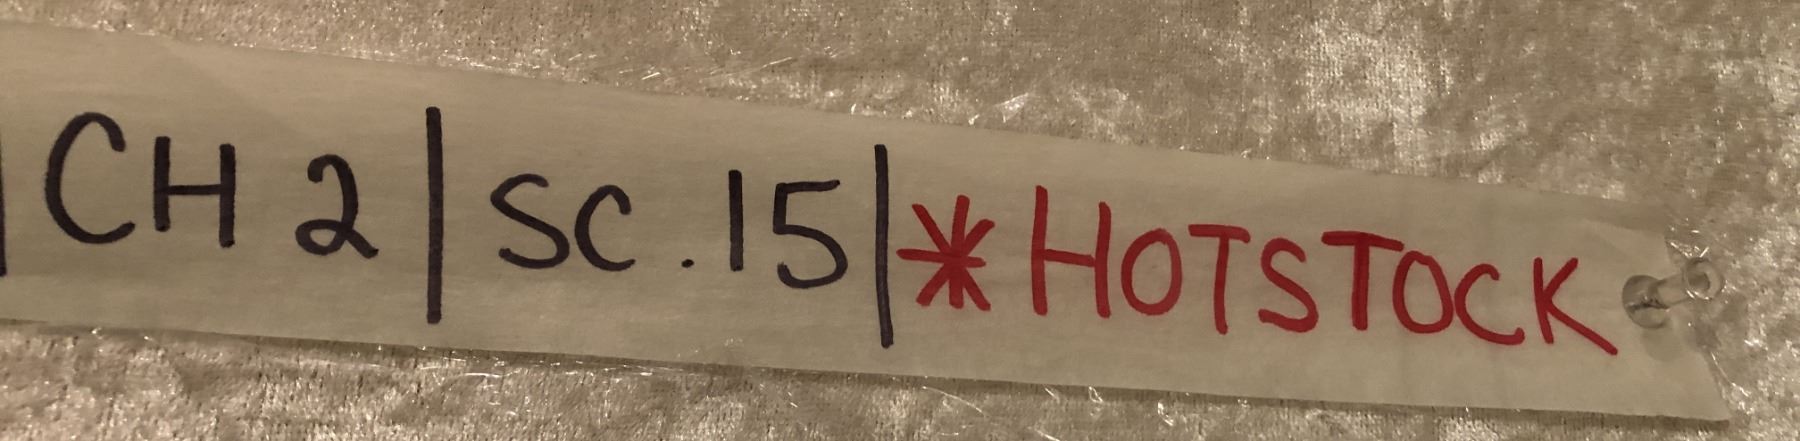 CH 2 | SC. 15 | *HOTSTOCK